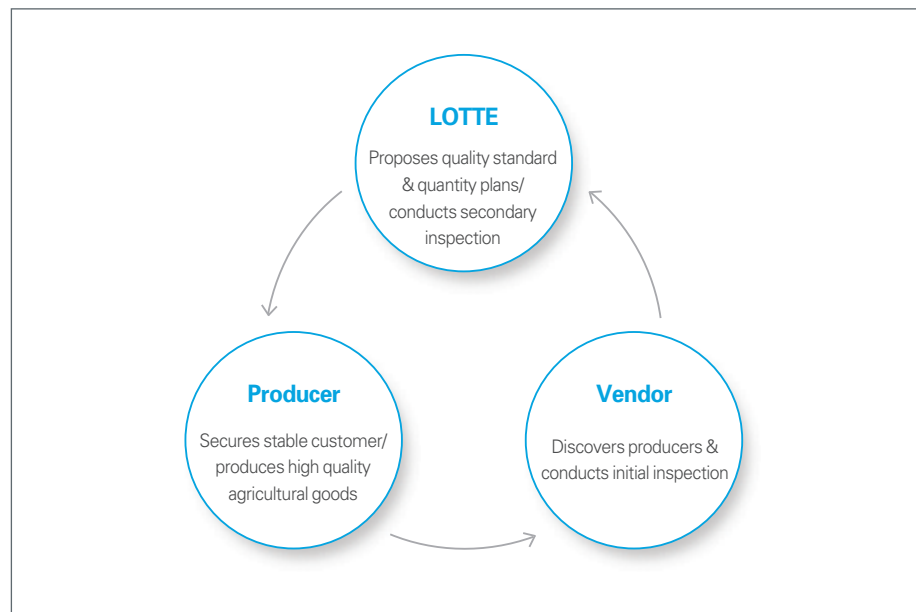 LOTTE
Proposes quality standard
& quantity plans/
conducts secondary
inspection
Producer
Secures stable customer/
produces high quality
agricultural goods
Vendor
Discovers producers &
conducts initial inspection